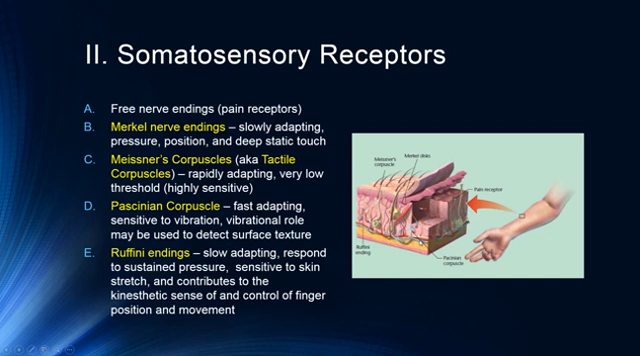 II. Somatosensory Receptors
A. Free nerve endings (pain receptors)
B. Merkel nerve endings – slowly adapting,
pressure, position, and deep static touch
C. Meissner's Corpuscles (aka Tactile
Corpuscles) – rapidly adapting, very low
threshold (highly sensitive)
D. Pascinian Corpuscle – fast adapting,
sensitive to vibration, vibrational role
may be used to detect surface texture
E. Ruffini endings – slow adapting, respond
to sustained pressure, sensitive to skin
stretch, and contributes to the
kinesthetic sense of and control of finger
position and movement
Meissner's
corpuscle
Merkel disks
Pain receptor
Ruffini
ending
Pacinian
corpuscle